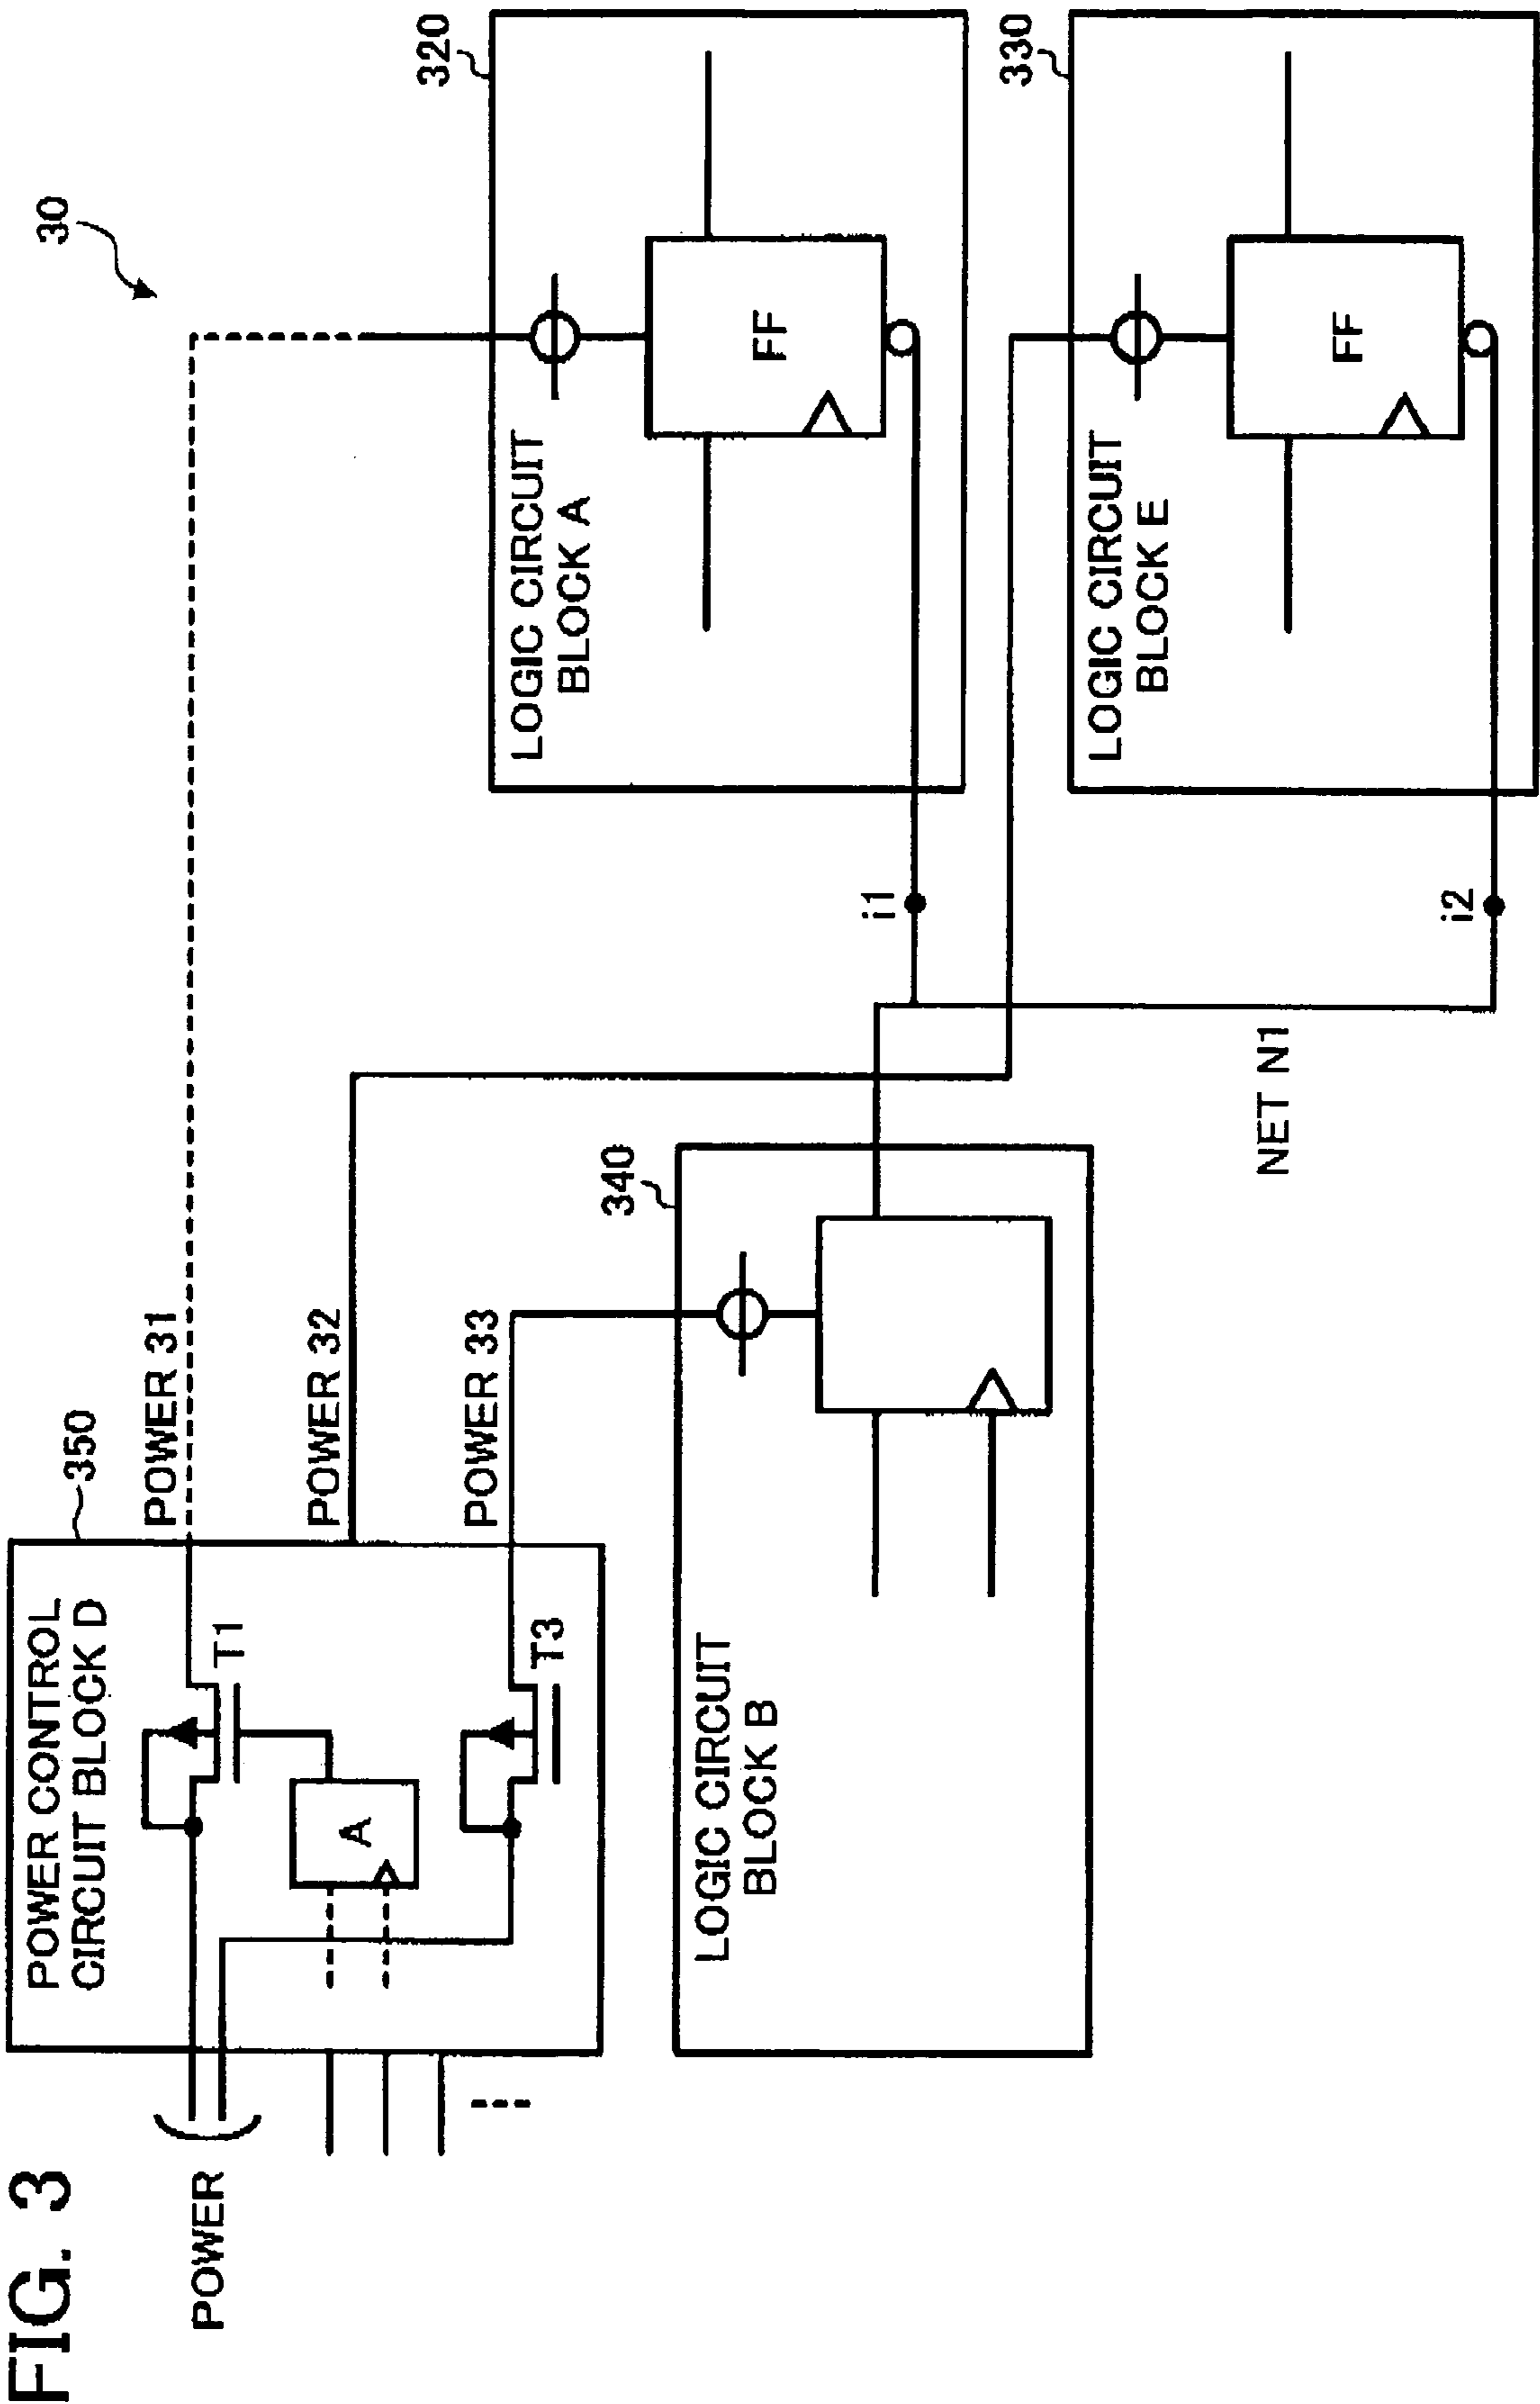 FIG. 3
30
POWER
POWER CONTROL
CIRCUIT BLOCK D
350
T1
A
T3
POWER 31
POWER 32
POWER 33
320
LOGIC CIRCUIT
BLOCK A
FF
i1
340
LOGIC CIRCUIT
BLOCK B
330
LOGIC CIRCUIT
BLOCK E
FF
i2
NET N1